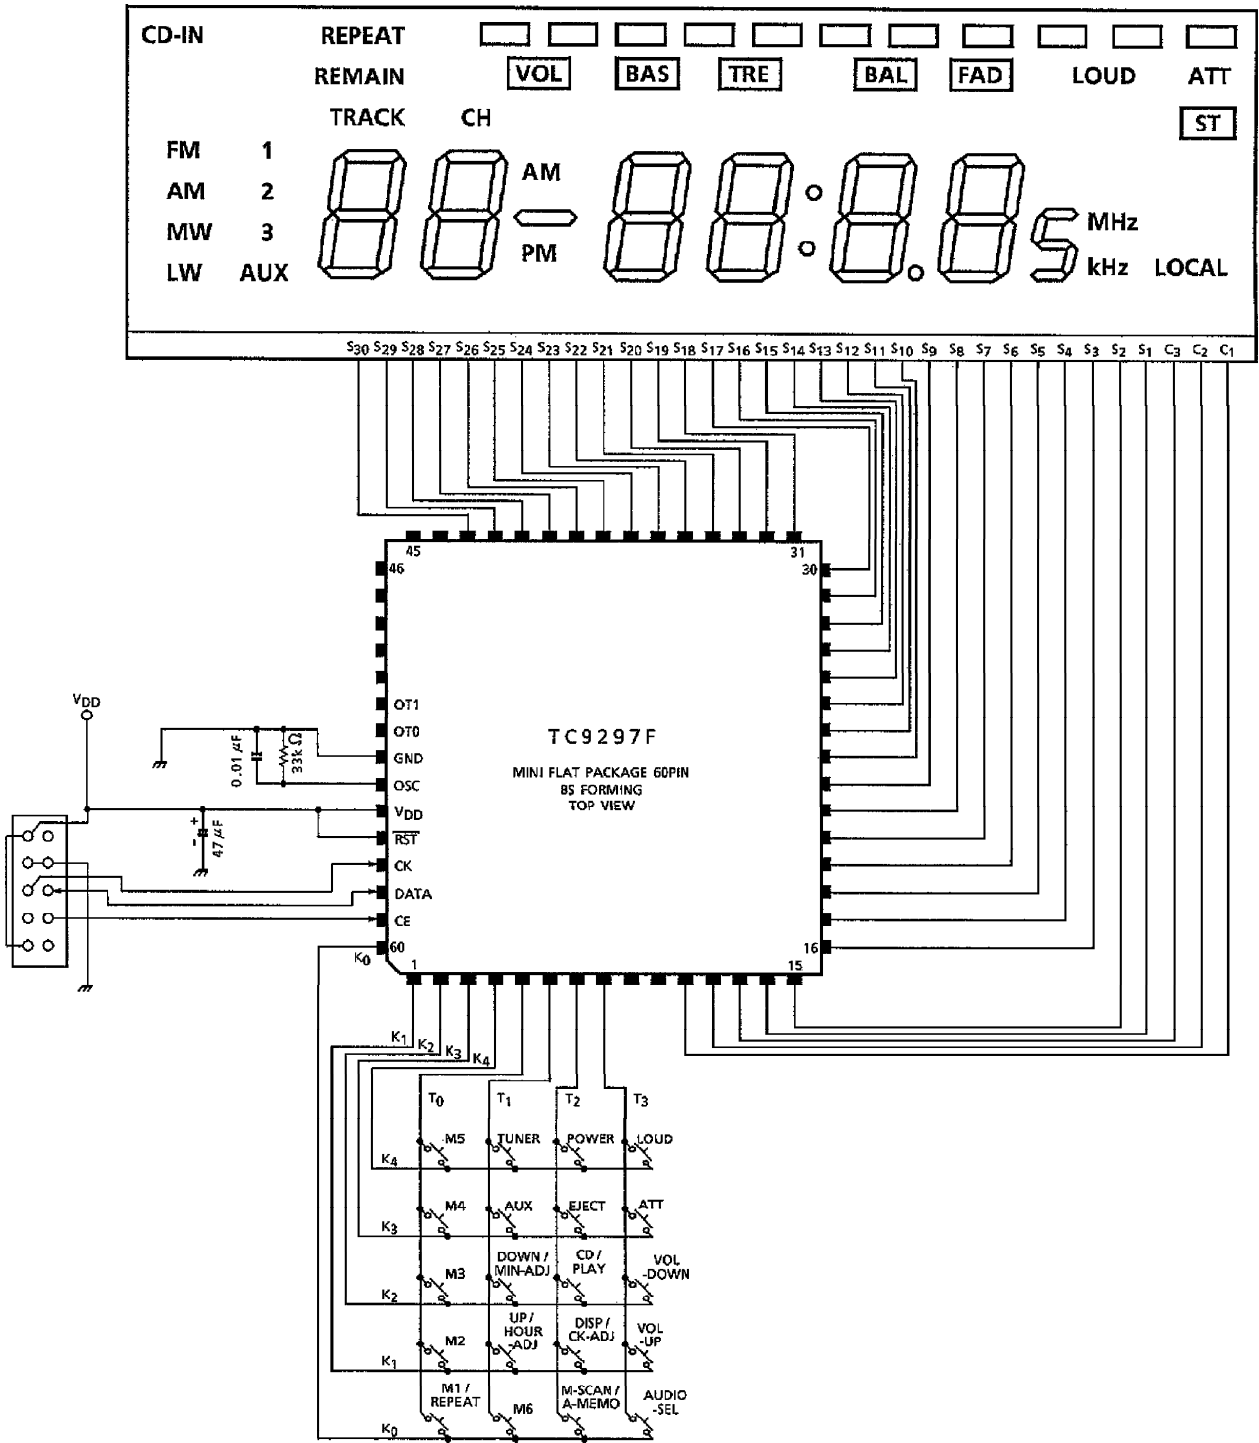 CD-IN REPEAT
REMAIN VOL BAS TRE BAL FAD LOUD ATT
TRACK CH ST
FM 1
AM 2 AM
MW 3 PM MHz
LW AUX kHz LOCAL
S30 S29 S28 S27 S26 S25 S24 S23 S22 S21 S20 S19 S18 S17 S16 S15 S14 S13 S12 S11 S10 S9 S8 S7 S6 S5 S4 S3 S2 S1 C3 C2 C1
45 31
46 30
VDD
OT1
OT0
GND
OSC
VDD
RST
CK
DATA
CE
60 16
K0
1 15
0.01 μF
33kΩ
+
-
47 μF
TC9297F
MINI FLAT PACKAGE 60PIN
BS FORMING
TOP VIEW
K1 K2 K3 K4
T0 T1 T2 T3
M5 TUNER POWER LOUD
K4
M4 AUX EJECT ATT
K3
M3 DOWN / MIN-ADJ CD / PLAY VOL -DOWN
K2
M2 UP / HOUR -ADJ DISP / CK-ADJ VOL -UP
K1
M1 / REPEAT M6 M-SCAN / A-MEMO AUDIO -SEL
K0